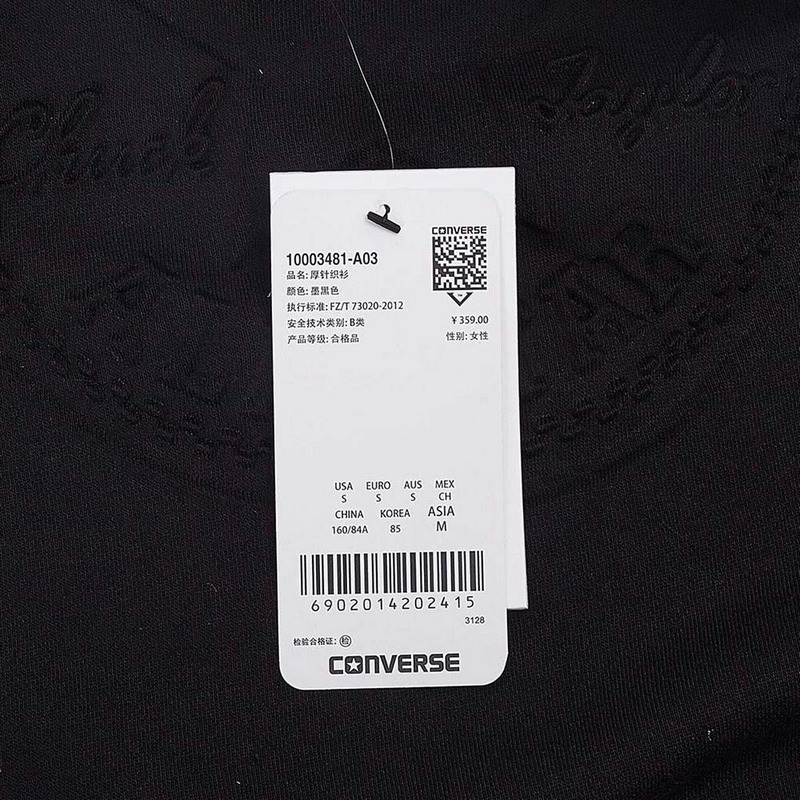 Chuck
Taylor
CONVERSE
10003481-A03
品名: 厚针织衫
颜色: 墨黑色
执行标准: FZ/T 73020-2012
安全技术类别: B类
产品等级: 合格品
¥ 359.00
性别: 女性
USA EURO AUS MEX
S S S CH
CHINA KOREA ASIA
160/84A 85 M
6902014202415
3128
检验合格证: 检
CONVERSE